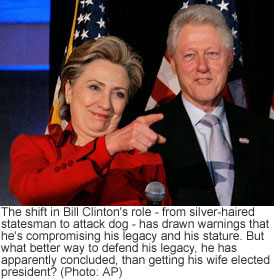 The shift in Bill Clinton's role - from silver-haired
statesman to attack dog - has drawn warnings that
he's compromising his legacy and his stature. But
what better way to defend his legacy, he has
apparently concluded, than getting his wife elected
president? (Photo: AP)